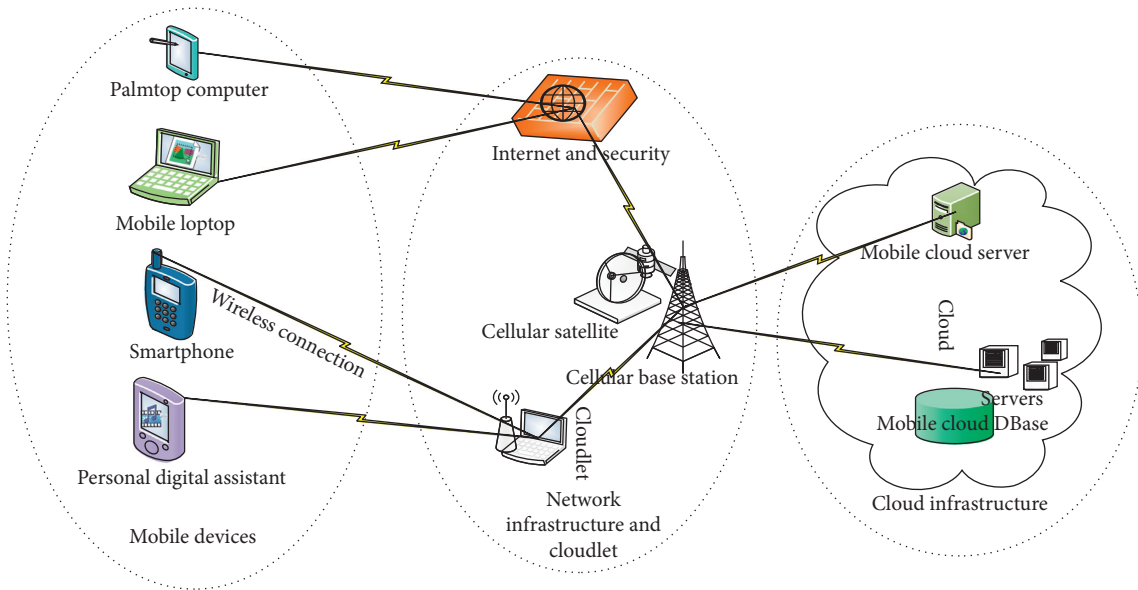 Palmtop computer
Mobile loptop
Smartphone
Wireless connection
Personal digital assistant
Mobile devices
Internet and security
Cellular satellite
Cellular base station
Cloudlet
Network
infrastructure and
cloudlet
Mobile cloud server
Cloud
Servers
Mobile cloud DBase
Cloud infrastructure